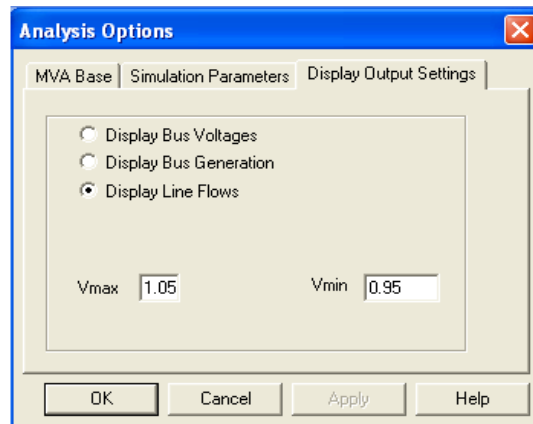 Analysis Options
MVA Base Simulation Parameters Display Output Settings
Display Bus Voltages
Display Bus Generation
Display Line Flows
Vmax 1.05 Vmin 0.95
OK Cancel Apply Help